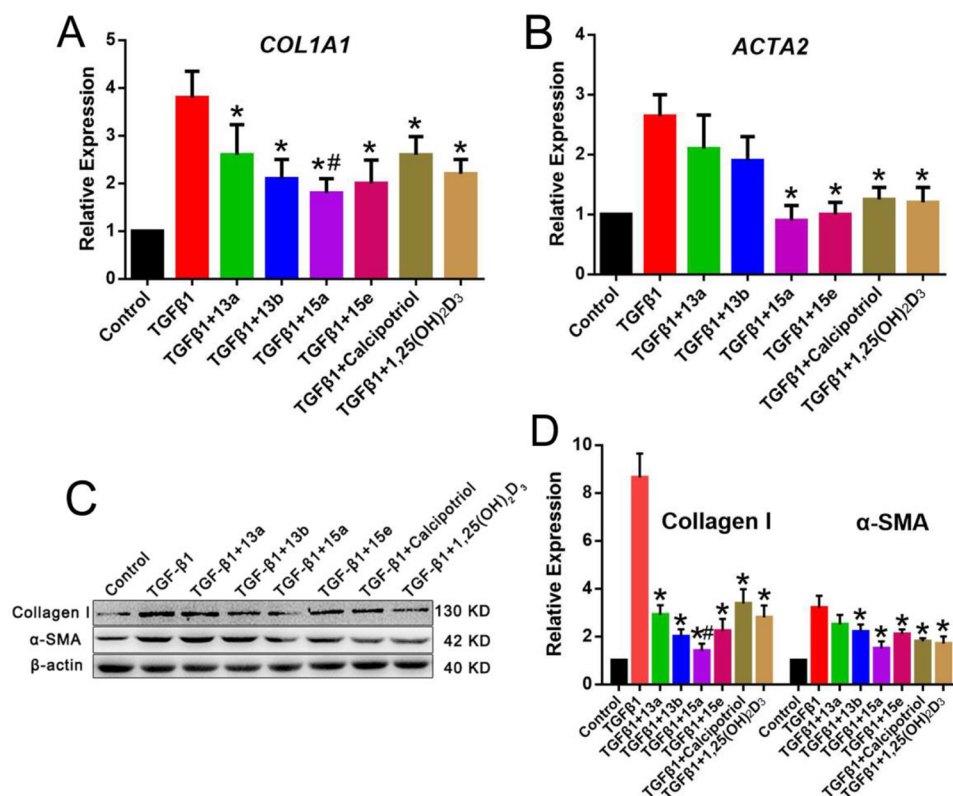 A
COL1A1
Relative Expression
5
4
3
2
1
0
*
*
*#
*
*
*
Control
TGFβ1
TGFβ1+13a
TGFβ1+13b
TGFβ1+15a
TGFβ1+15e
TGFβ1+Calcipotriol
TGFβ1+1,25(OH)₂D₃
B
ACTA2
Relative Expression
4
3
2
1
0
*
*
*
*
Control
TGFβ1
TGFβ1+13a
TGFβ1+13b
TGFβ1+15a
TGFβ1+15e
TGFβ1+Calcipotriol
TGFβ1+1,25(OH)₂D₃
C
Control
TGF-β1
TGF-β1+13a
TGF-β1+13b
TGF-β1+15a
TGF-β1+15e
TGF-β1+Calcipotriol
TGF-β1+1,25(OH)₂D₃
Collagen I 130 KD
α-SMA 42 KD
β-actin 40 KD
D
Relative Expression
10
8
6
4
2
0
Collagen I α-SMA
*
*
*#
*
*
*
*
*
*
*
*
Control
TGFβ1
TGFβ1+13a
TGFβ1+13b
TGFβ1+15a
TGFβ1+15e
TGFβ1+Calcipotriol
TGFβ1+1,25(OH)₂D₃
Control
TGFβ1
TGFβ1+13a
TGFβ1+13b
TGFβ1+15a
TGFβ1+15e
TGFβ1+Calcipotriol
TGFβ1+1,25(OH)₂D₃